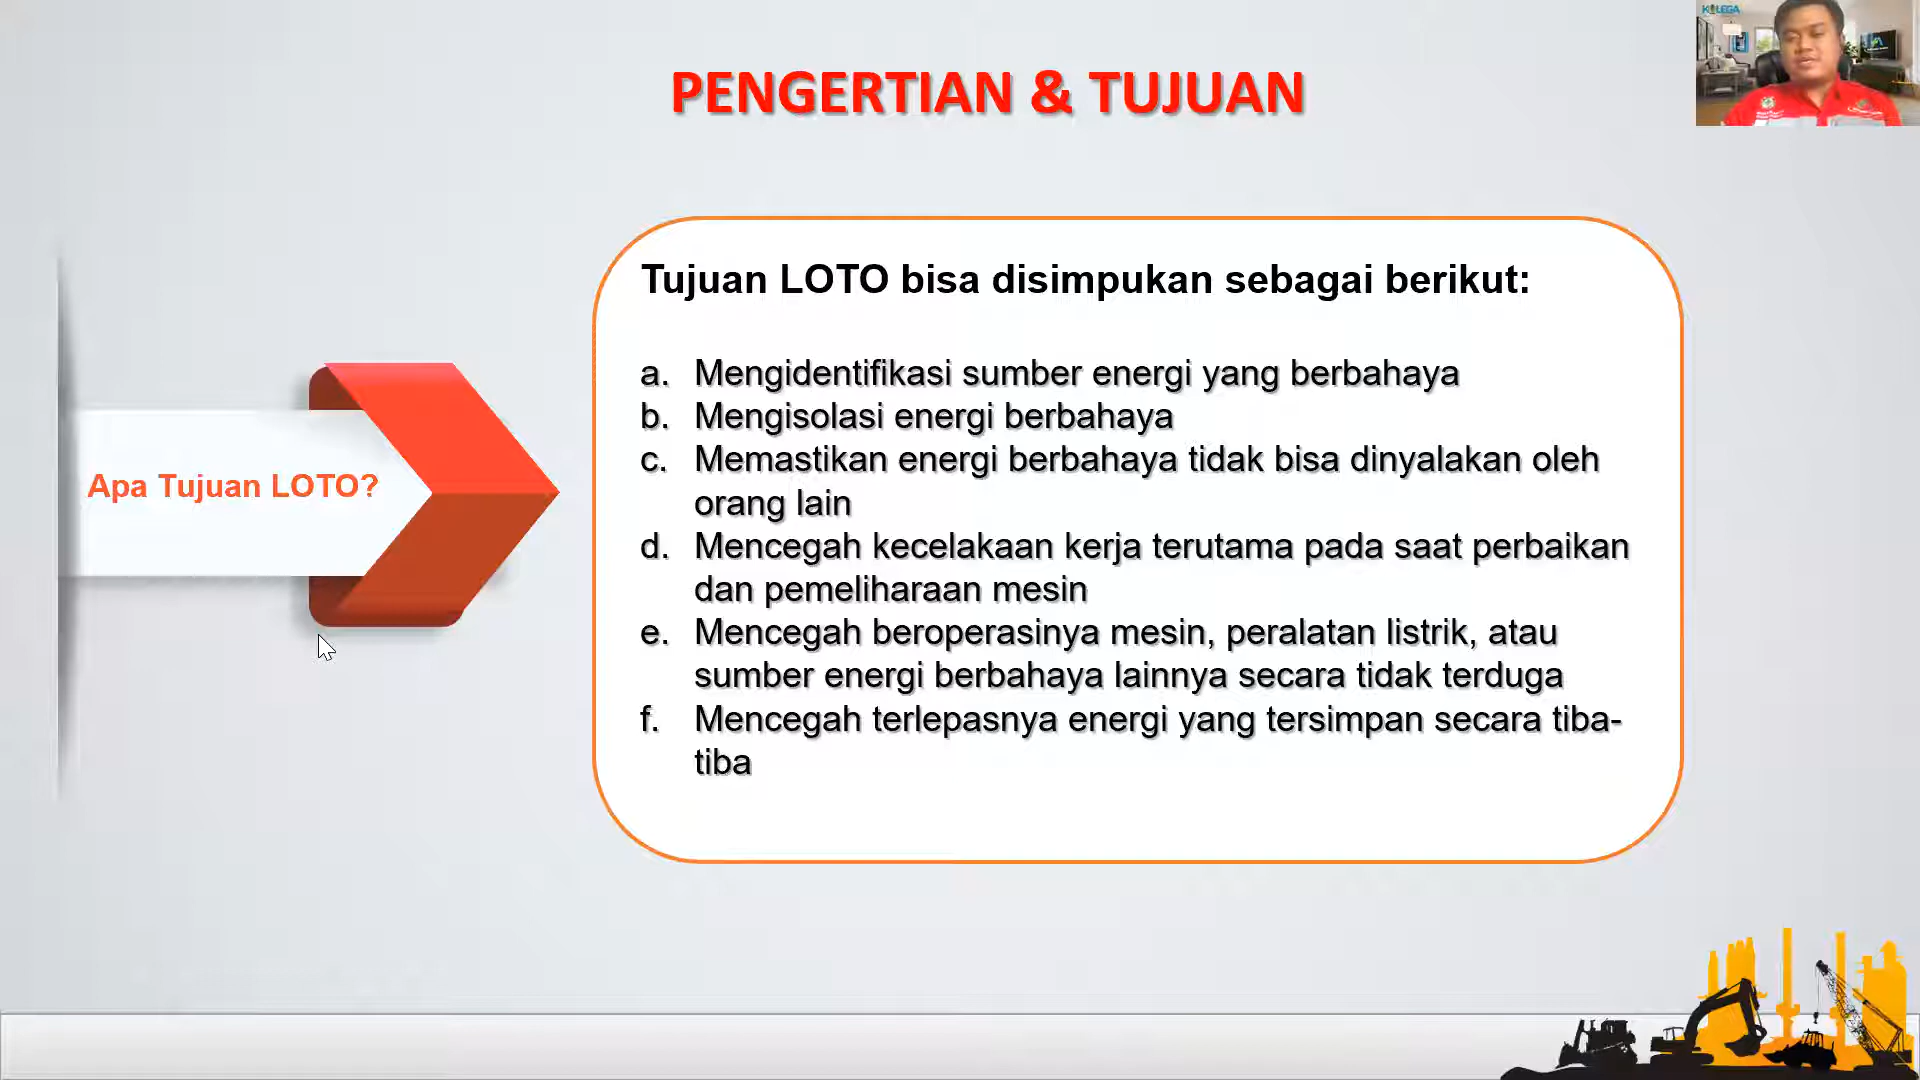 KOLEGA
PENGERTIAN & TUJUAN
Apa Tujuan LOTO?
Tujuan LOTO bisa disimpukan sebagai berikut:
a. Mengidentifikasi sumber energi yang berbahaya
b. Mengisolasi energi berbahaya
c. Memastikan energi berbahaya tidak bisa dinyalakan oleh
orang lain
d. Mencegah kecelakaan kerja terutama pada saat perbaikan
dan pemeliharaan mesin
e. Mencegah beroperasinya mesin, peralatan listrik, atau
sumber energi berbahaya lainnya secara tidak terduga
f. Mencegah terlepasnya energi yang tersimpan secara tiba-
tiba